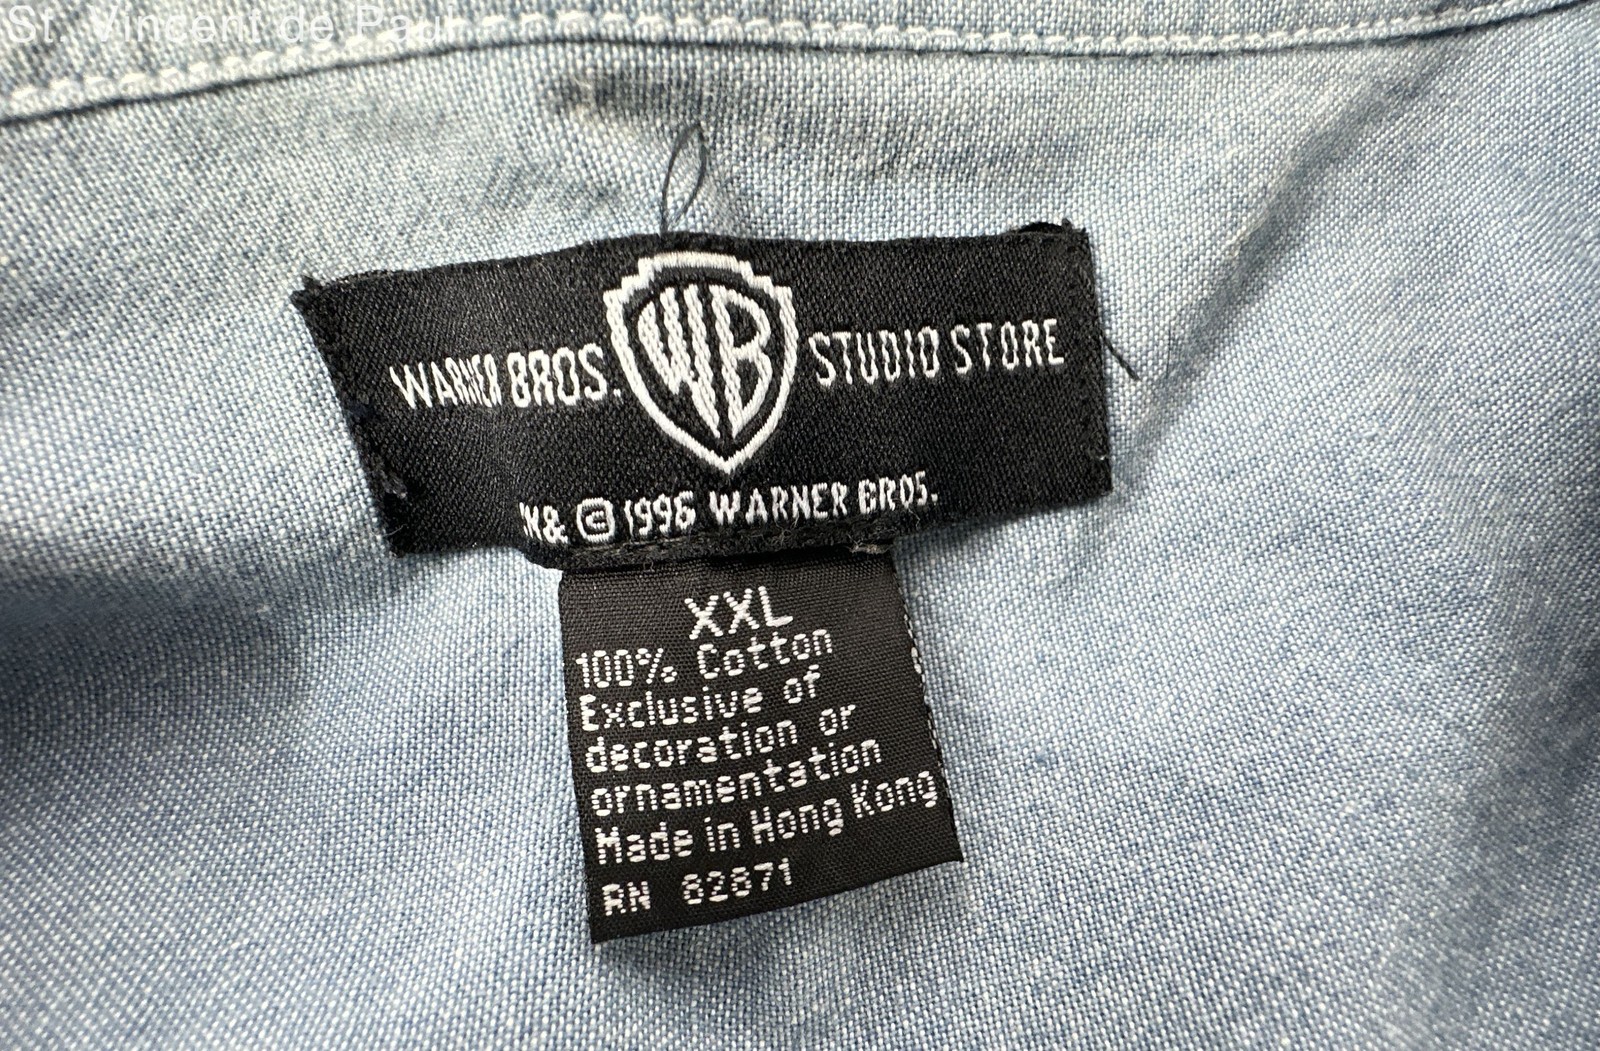 St. Vincent de Paul
WARNER BROS. WB STUDIO STORE
TM & © 1996 WARNER BROS.
XXL
100% Cotton
Exclusive of
decoration or
ornamentation
Made in Hong Kong
RN 82871